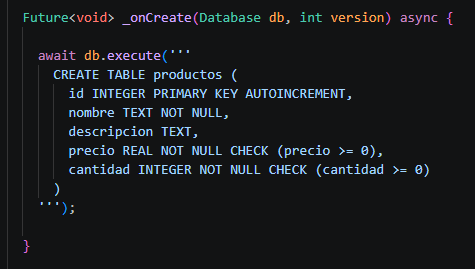 Future<void> _onCreate(Database db, int version) async {
await db.execute('''
CREATE TABLE productos (
id INTEGER PRIMARY KEY AUTOINCREMENT,
nombre TEXT NOT NULL,
descripcion TEXT,
precio REAL NOT NULL CHECK (precio >= 0),
cantidad INTEGER NOT NULL CHECK (cantidad >= 0)
)
''');
}